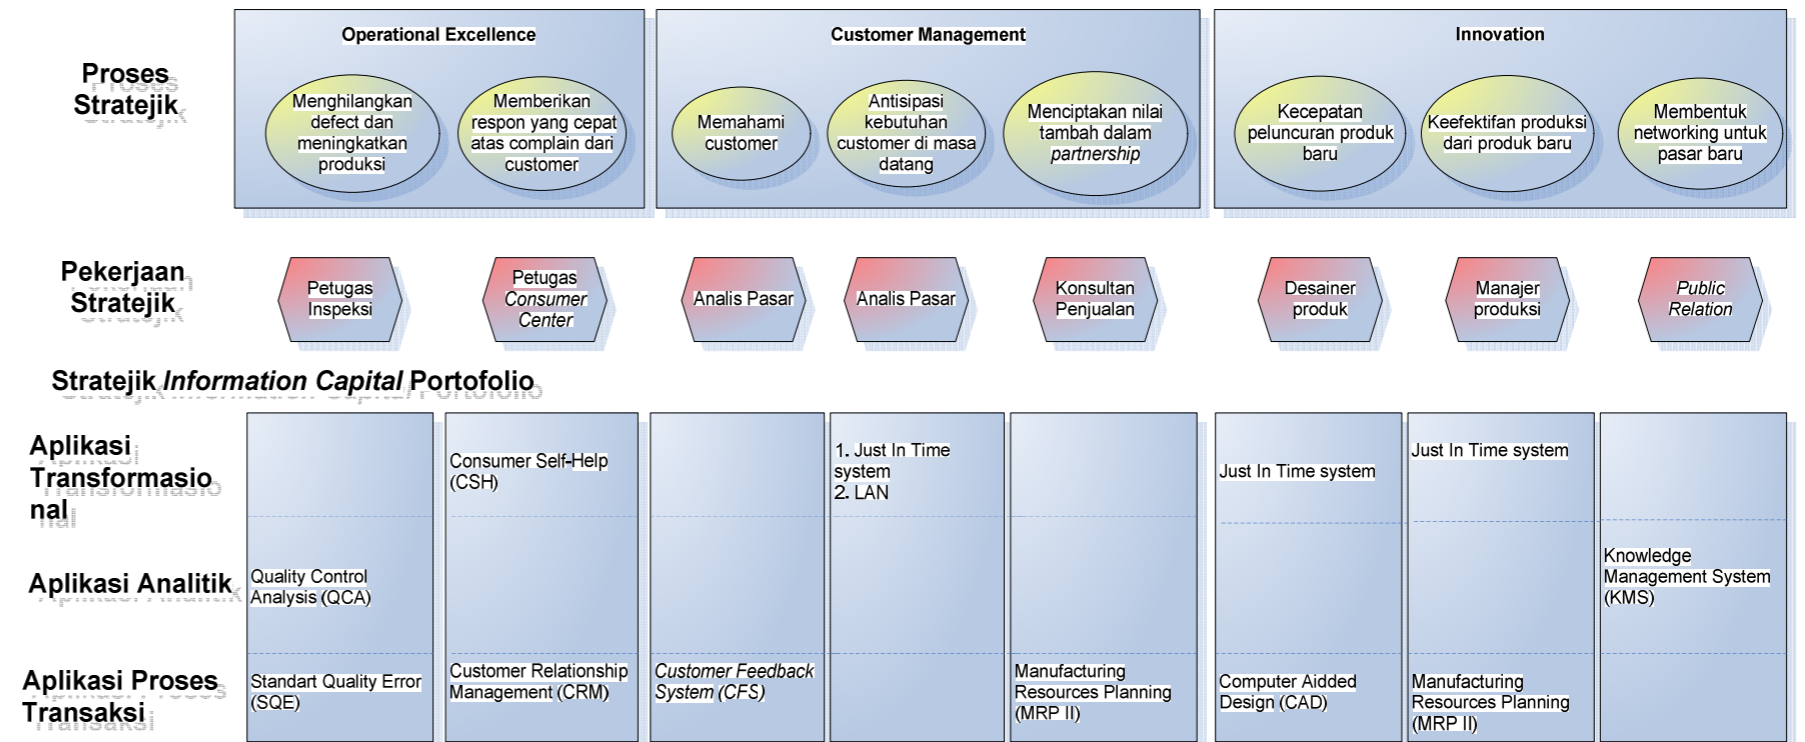 Proses
Stratejik
Operational Excellence
Menghilangkan
defect dan
meningkatkan
produksi
Memberikan
respon yang cepat
atas complain dari
customer
Customer Management
Memahami
customer
Antisipasi
kebutuhan
customer di masa
datang
Menciptakan nilai
tambah dalam
partnership
Innovation
Kecepatan
peluncuran produk
baru
Keefektifan produksi
dari produk baru
Membentuk
networking untuk
pasar baru
Pekerjaan
Stratejik
Petugas
Inspeksi
Petugas
Consumer
Center
Analis Pasar
Analis Pasar
Konsultan
Penjualan
Desainer
produk
Manajer
produksi
Public
Relation
Stratejik Information Capital Portofolio
Aplikasi
Transformasio
nal
Consumer Self-Help
(CSH)
1. Just In Time
system
2. LAN
Just In Time system
Just In Time system
Aplikasi Analitik
Quality Control
Analysis (QCA)
Knowledge
Management System
(KMS)
Aplikasi Proses
Transaksi
Standart Quality Error
(SQE)
Customer Relationship
Management (CRM)
Customer Feedback
System (CFS)
Manufacturing
Resources Planning
(MRP II)
Computer Aidded
Design (CAD)
Manufacturing
Resources Planning
(MRP II)